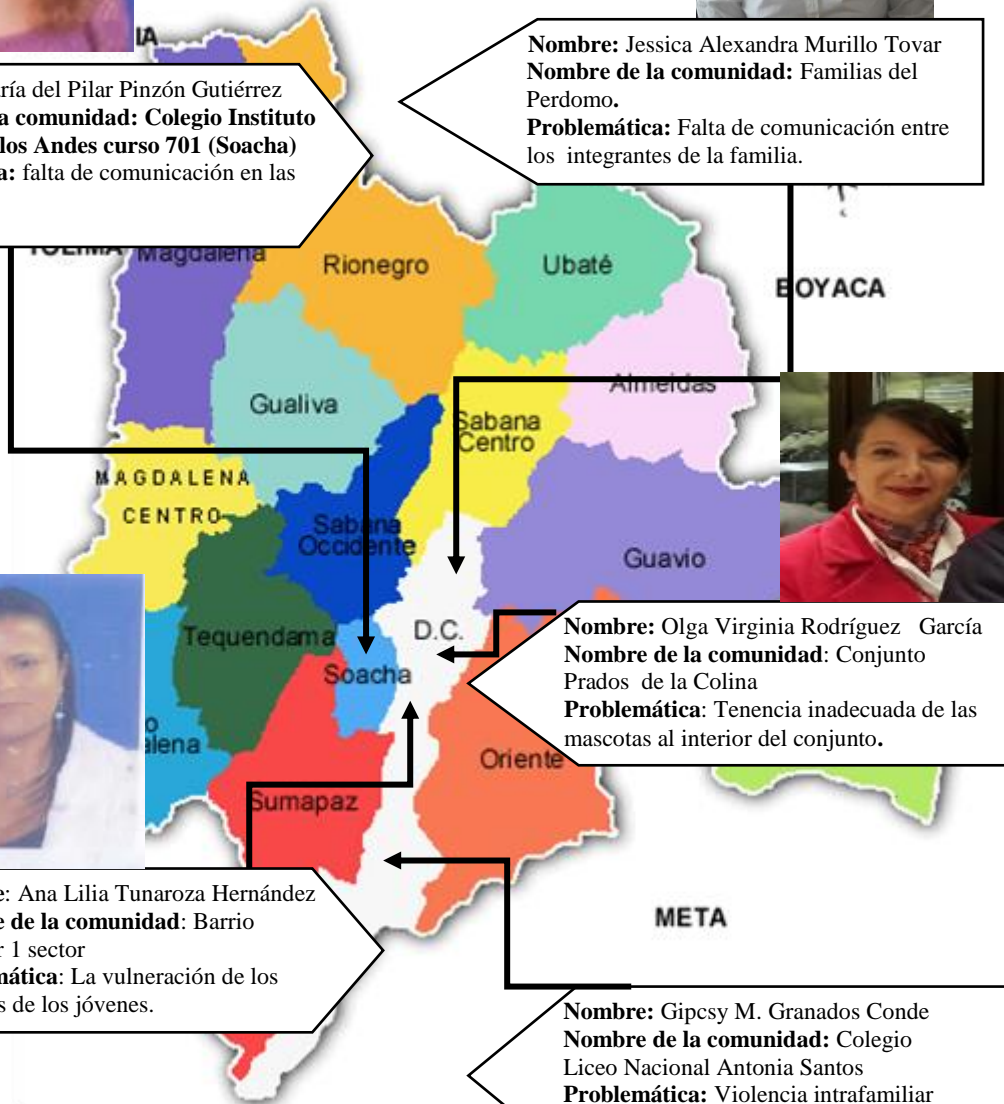 IA
Nombre: Jessica Alexandra Murillo Tovar
Nombre de la comunidad: Familias del
Perdomo.
Problemática: Falta de comunicación entre
los integrantes de la familia.
ría del Pilar Pinzón Gutiérrez
a comunidad: Colegio Instituto
los Andes curso 701 (Soacha)
a: falta de comunicación en las
TOLIMA
Magdalena
Rionegro
Ubaté
BOYACA
Gualiva
Almeidas
Sabana
Centro
MAGDALENA
CENTRO
Sabana
Occidente
Guavio
Tequendama
D.C.
Soacha
Nombre: Olga Virginia Rodríguez García
Nombre de la comunidad: Conjunto
Prados de la Colina
Problemática: Tenencia inadecuada de las
mascotas al interior del conjunto.
o
alena
Oriente
Sumapaz
e: Ana Lilia Tunaroza Hernández
e de la comunidad: Barrio
r 1 sector
mática: La vulneración de los
s de los jóvenes.
META
Nombre: Gipcsy M. Granados Conde
Nombre de la comunidad: Colegio
Liceo Nacional Antonia Santos
Problemática: Violencia intrafamiliar